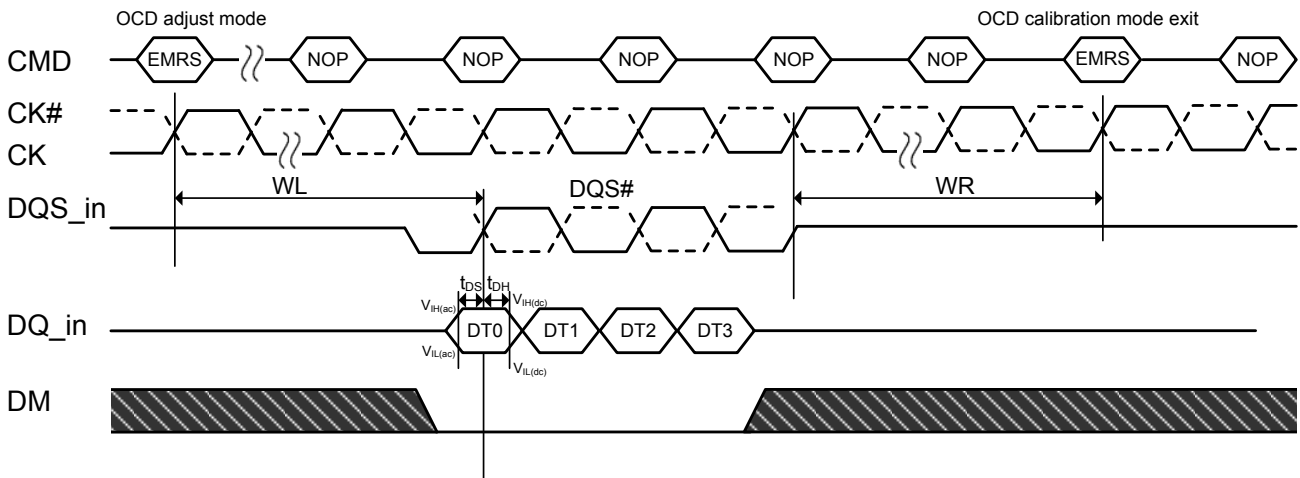 OCD adjust mode OCD calibration mode exit
CMD EMRS NOP NOP NOP NOP NOP EMRS NOP
CK#
CK
WL DQS# WR
DQS_in
tDS tDH
VIH(ac) VIH(dc)
DQ_in DT0 DT1 DT2 DT3
VIL(ac) VIL(dc)
DM